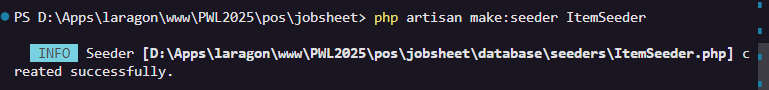 PS D:\Apps\laragon\www\PWL2025\pos\jobsheet> php artisan make:seeder ItemSeeder
INFO Seeder [D:\Apps\laragon\www\PWL2025\pos\jobsheet\database\seeders\ItemSeeder.php] c
reated successfully.